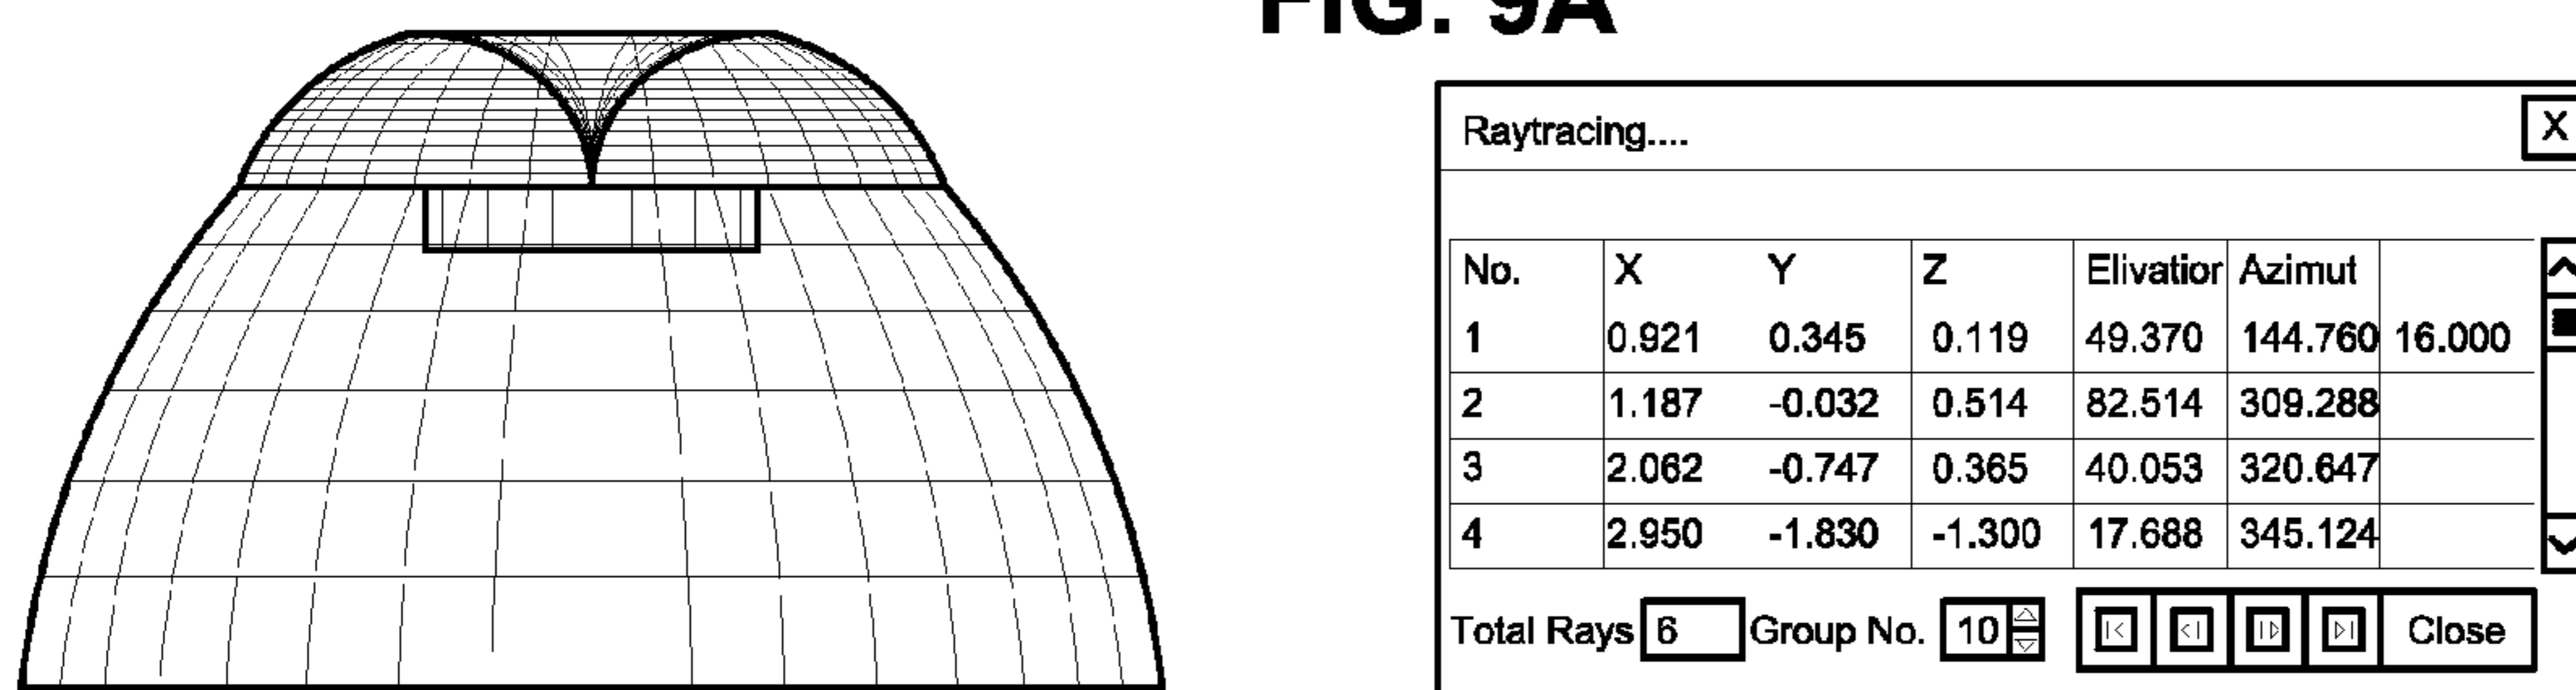 FIG. 9A
Raytracing....
X
No. X Y Z Elivatior Azimut
1 0.921 0.345 0.119 49.370 144.760 16.000
2 1.187 -0.032 0.514 82.514 309.288
3 2.062 -0.747 0.365 40.053 320.647
4 2.950 -1.830 -1.300 17.688 345.124
Total Rays 6 Group No. 10 Close